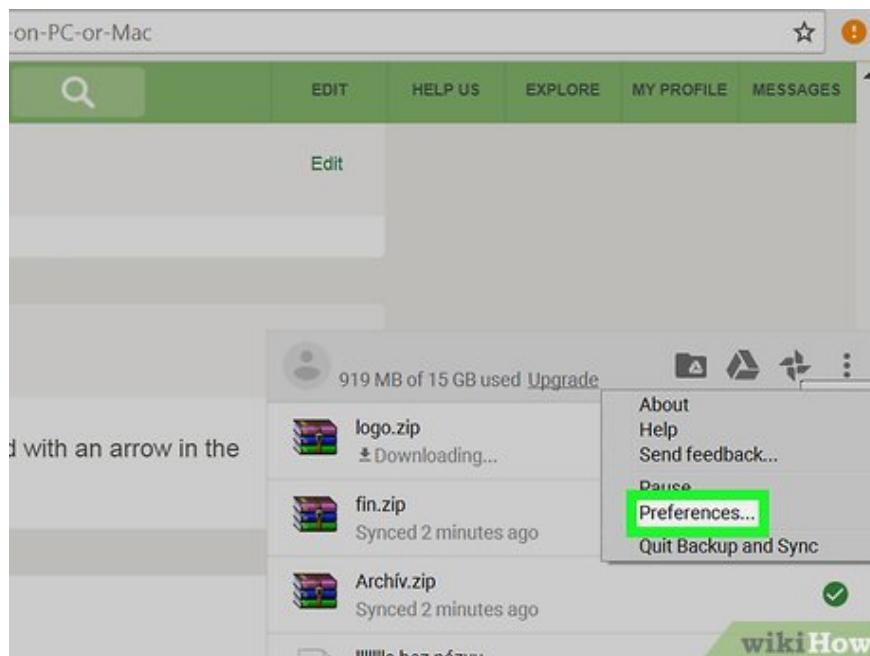 -on-PC-or-Mac
EDIT HELP US EXPLORE MY PROFILE MESSAGES
Edit
919 MB of 15 GB used Upgrade
About
Help
Send feedback...
Pause
Preferences...
Quit Backup and Sync
logo.zip
Downloading...
fin.zip
Synced 2 minutes ago
Archív.zip
Synced 2 minutes ago
d with an arrow in the
wikiHow